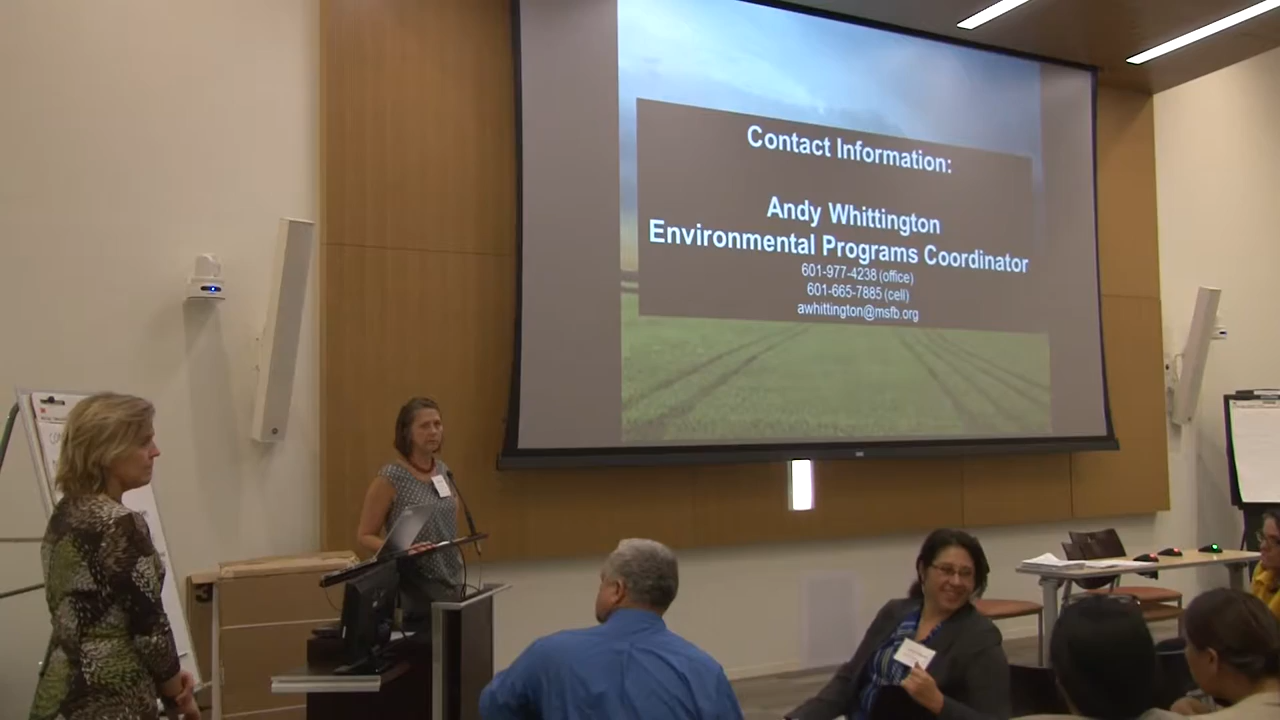 Contact Information:
Andy Whittington
Environmental Programs Coordinator
601-977-4238 (office)
601-665-7885 (cell)
awhittington@msfb.org